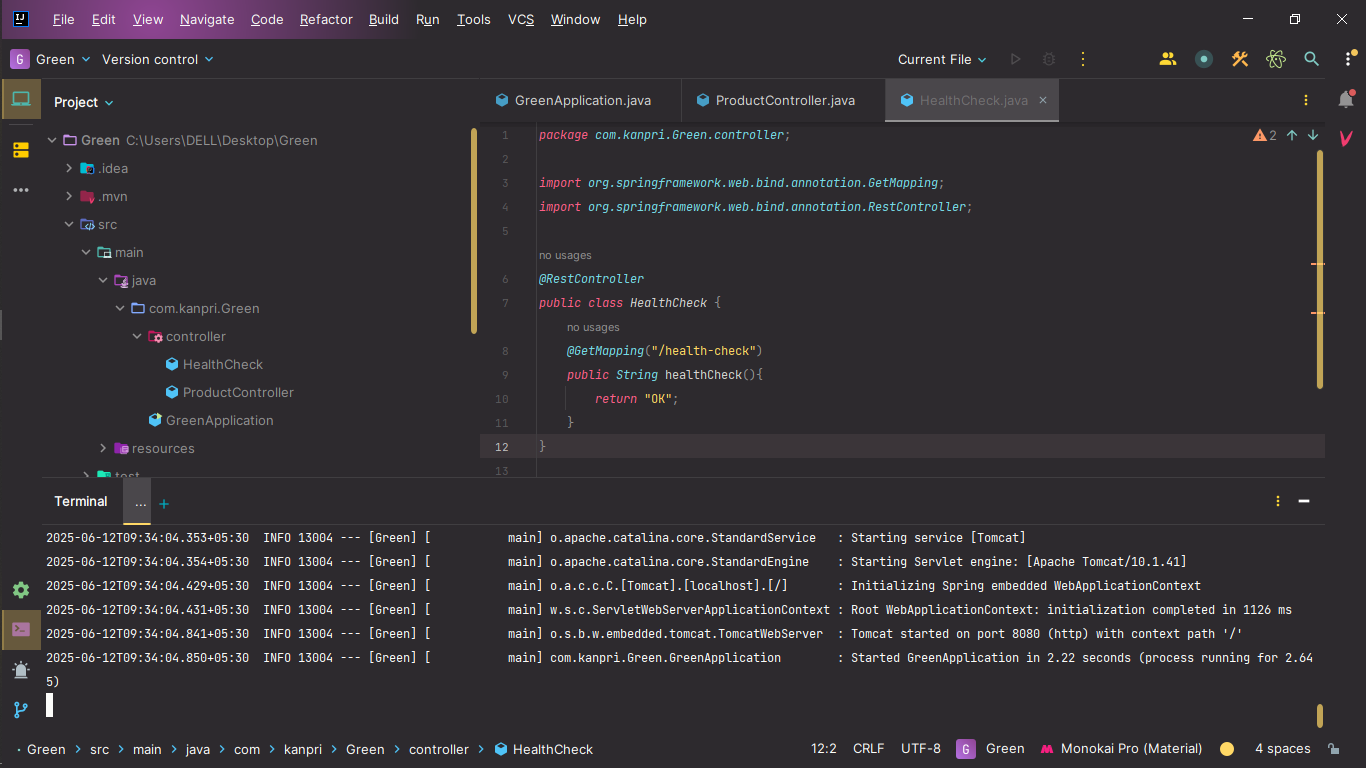 File Edit View Navigate Code Refactor Build Run Tools VCS Window Help
G Green Version control Current File
Project
GreenApplication.java ProductController.java HealthCheck.java
Green C:\Users\DELL\Desktop\Green
.idea
.mvn
src
main
java
com.kanpri.Green
controller
HealthCheck
ProductController
GreenApplication
resources
test
2
1 package com.kanpri.Green.controller;
2
3 import org.springframework.web.bind.annotation.GetMapping;
4 import org.springframework.web.bind.annotation.RestController;
5
no usages
6 @RestController
7 public class HealthCheck {
no usages
8 @GetMapping("/health-check")
9 public String healthCheck(){
10 return "OK";
11 }
12 }
13
Terminal ... +
2025-06-12T09:34:04.353+05:30  INFO 13004 --- [Green] [           main] o.apache.catalina.core.StandardService   : Starting service [Tomcat]
2025-06-12T09:34:04.354+05:30  INFO 13004 --- [Green] [           main] o.apache.catalina.core.StandardEngine    : Starting Servlet engine: [Apache Tomcat/10.1.41]
2025-06-12T09:34:04.429+05:30  INFO 13004 --- [Green] [           main] o.a.c.c.C.[Tomcat].[localhost].[/]       : Initializing Spring embedded WebApplicationContext
2025-06-12T09:34:04.431+05:30  INFO 13004 --- [Green] [           main] w.s.c.ServletWebServerApplicationContext : Root WebApplicationContext: initialization completed in 1126 ms
2025-06-12T09:34:04.841+05:30  INFO 13004 --- [Green] [           main] o.s.b.w.embedded.tomcat.TomcatWebServer  : Tomcat started on port 8080 (http) with context path '/'
2025-06-12T09:34:04.850+05:30  INFO 13004 --- [Green] [           main] com.kanpri.Green.GreenApplication        : Started GreenApplication in 2.22 seconds (process running for 2.64
5)
Green > src > main > java > com > kanpri > Green > controller > HealthCheck 12:2 CRLF UTF-8 G Green Monokai Pro (Material) 4 spaces